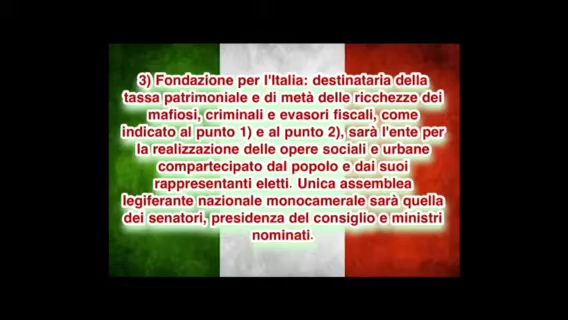 3) Fondazione per l'Italia: destinataria della
tassa patrimoniale e di metà delle ricchezze dei
mafiosi, criminali e evasori fiscali, come
indicato al punto 1) e al punto 2), sarà l'ente per
la realizzazione delle opere sociali e urbane
compartecipato dal popolo e dai suoi
rappresentanti eletti. Unica assemblea
legiferante nazionale monocamerale sarà quella
dei senatori, presidenza del consiglio e ministri
nominati.